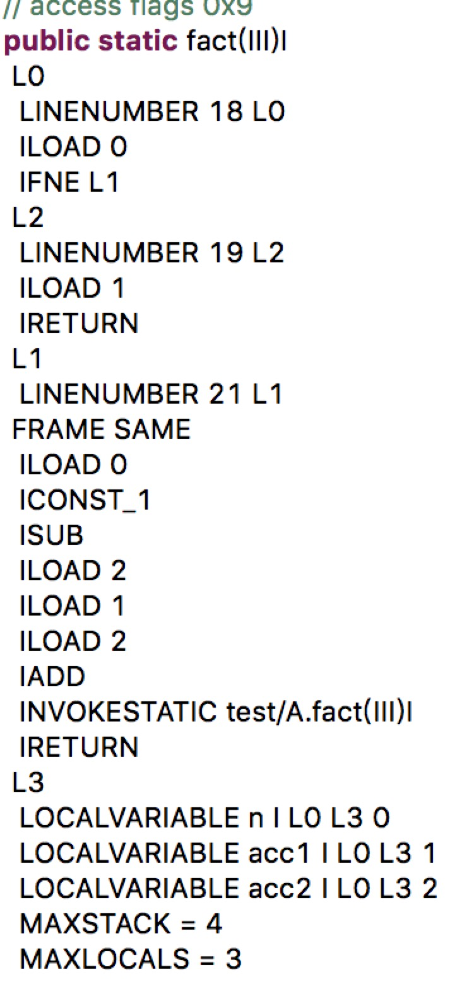 // access flags 0x9
public static fact(III)I
L0
LINENUMBER 18 L0
ILOAD 0
IFNE L1
L2
LINENUMBER 19 L2
ILOAD 1
IRETURN
L1
LINENUMBER 21 L1
FRAME SAME
ILOAD 0
ICONST_1
ISUB
ILOAD 2
ILOAD 1
ILOAD 2
IADD
INVOKESTATIC test/A.fact(III)I
IRETURN
L3
LOCALVARIABLE n I L0 L3 0
LOCALVARIABLE acc1 I L0 L3 1
LOCALVARIABLE acc2 I L0 L3 2
MAXSTACK = 4
MAXLOCALS = 3